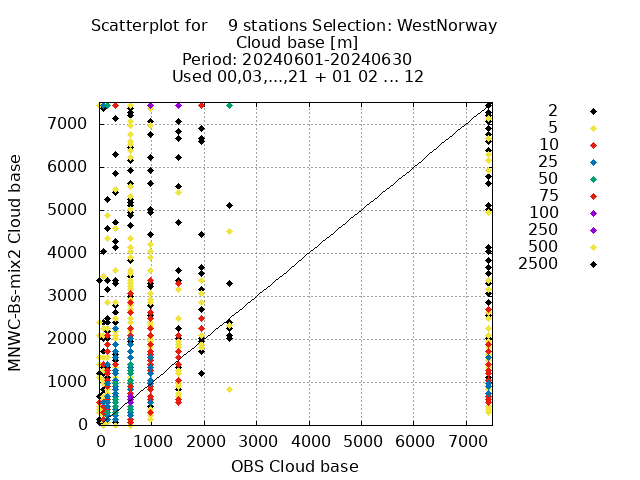 Scatterplot for 9 stations Selection: WestNorway
Cloud base [m]
Period: 20240601-20240630
Used 00,03,...,21 + 01 02 ... 12
MNWC-Bs-mix2 Cloud base
7000
6000
5000
4000
3000
2000
1000
0
0 1000 2000 3000 4000 5000 6000 7000
OBS Cloud base
2
5
10
25
50
75
100
250
500
2500